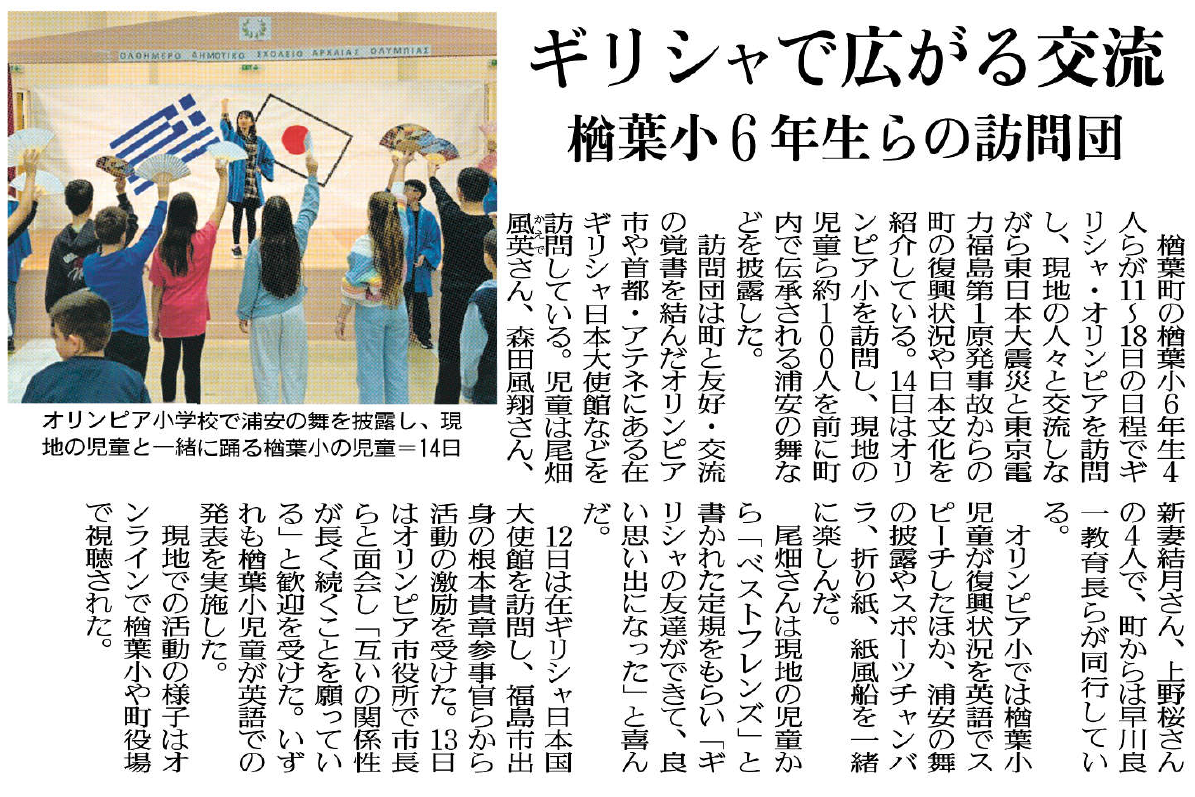 ΟΛΟΗΜΕΡΟ ΔΗΜΟΤΙΚΟ ΣΧΟΛΕΙΟ ΑΡΧΑΙΑΣ ΟΛΥΜΠΙΑΣ
ギリシャで広がる交流
楢葉小6年生らの訪問団
オリンピア小学校で浦安の舞を披露し、現
地の児童と一緒に踊る楢葉小の児童＝14日
楢葉町の楢葉小6年生4
人らが11～18日の日程でギ
リシャ・オリンピアを訪問
し、現地の人々と交流しな
がら東日本大震災と東京電
力福島第1原発事故からの
町の復興状況や日本文化を
紹介している。14日はオリ
ンピア小を訪問し、現地の
児童ら約100人を前に町
内で伝承される浦安の舞な
どを披露した。
訪問団は町と友好・交流
の覚書を結んだオリンピア
市や首都・アテネにある在
ギリシャ日本大使館などを
訪問している。児童は尾畑
風英さん、森田風翔さん、
かえで
新妻結月さん、上野桜さん
の4人で、町からは早川良
一教育長らが同行してい
る。
オリンピア小では楢葉小
児童が復興状況を英語でス
ピーチしたほか、浦安の舞
の披露やスポーツチャンバ
ラ、折り紙、紙風船を一緒
に楽しんだ。
尾畑さんは現地の児童か
ら「ベストフレンズ」と
書かれた定規をもらい「ギ
リシャの友達ができて、良
い思い出になった」と喜ん
だ。
12日は在ギリシャ日本国
大使館を訪問し、福島市出
身の根本貴章参事官らから
活動の激励を受けた。13日
はオリンピア市役所で市長
らと面会し「互いの関係性
が長く続くことを願ってい
る」と歓迎を受けた。いず
れも楢葉小児童が英語での
発表を実施した。
現地での活動の様子はオ
ンラインで楢葉小や町役場
で視聴された。